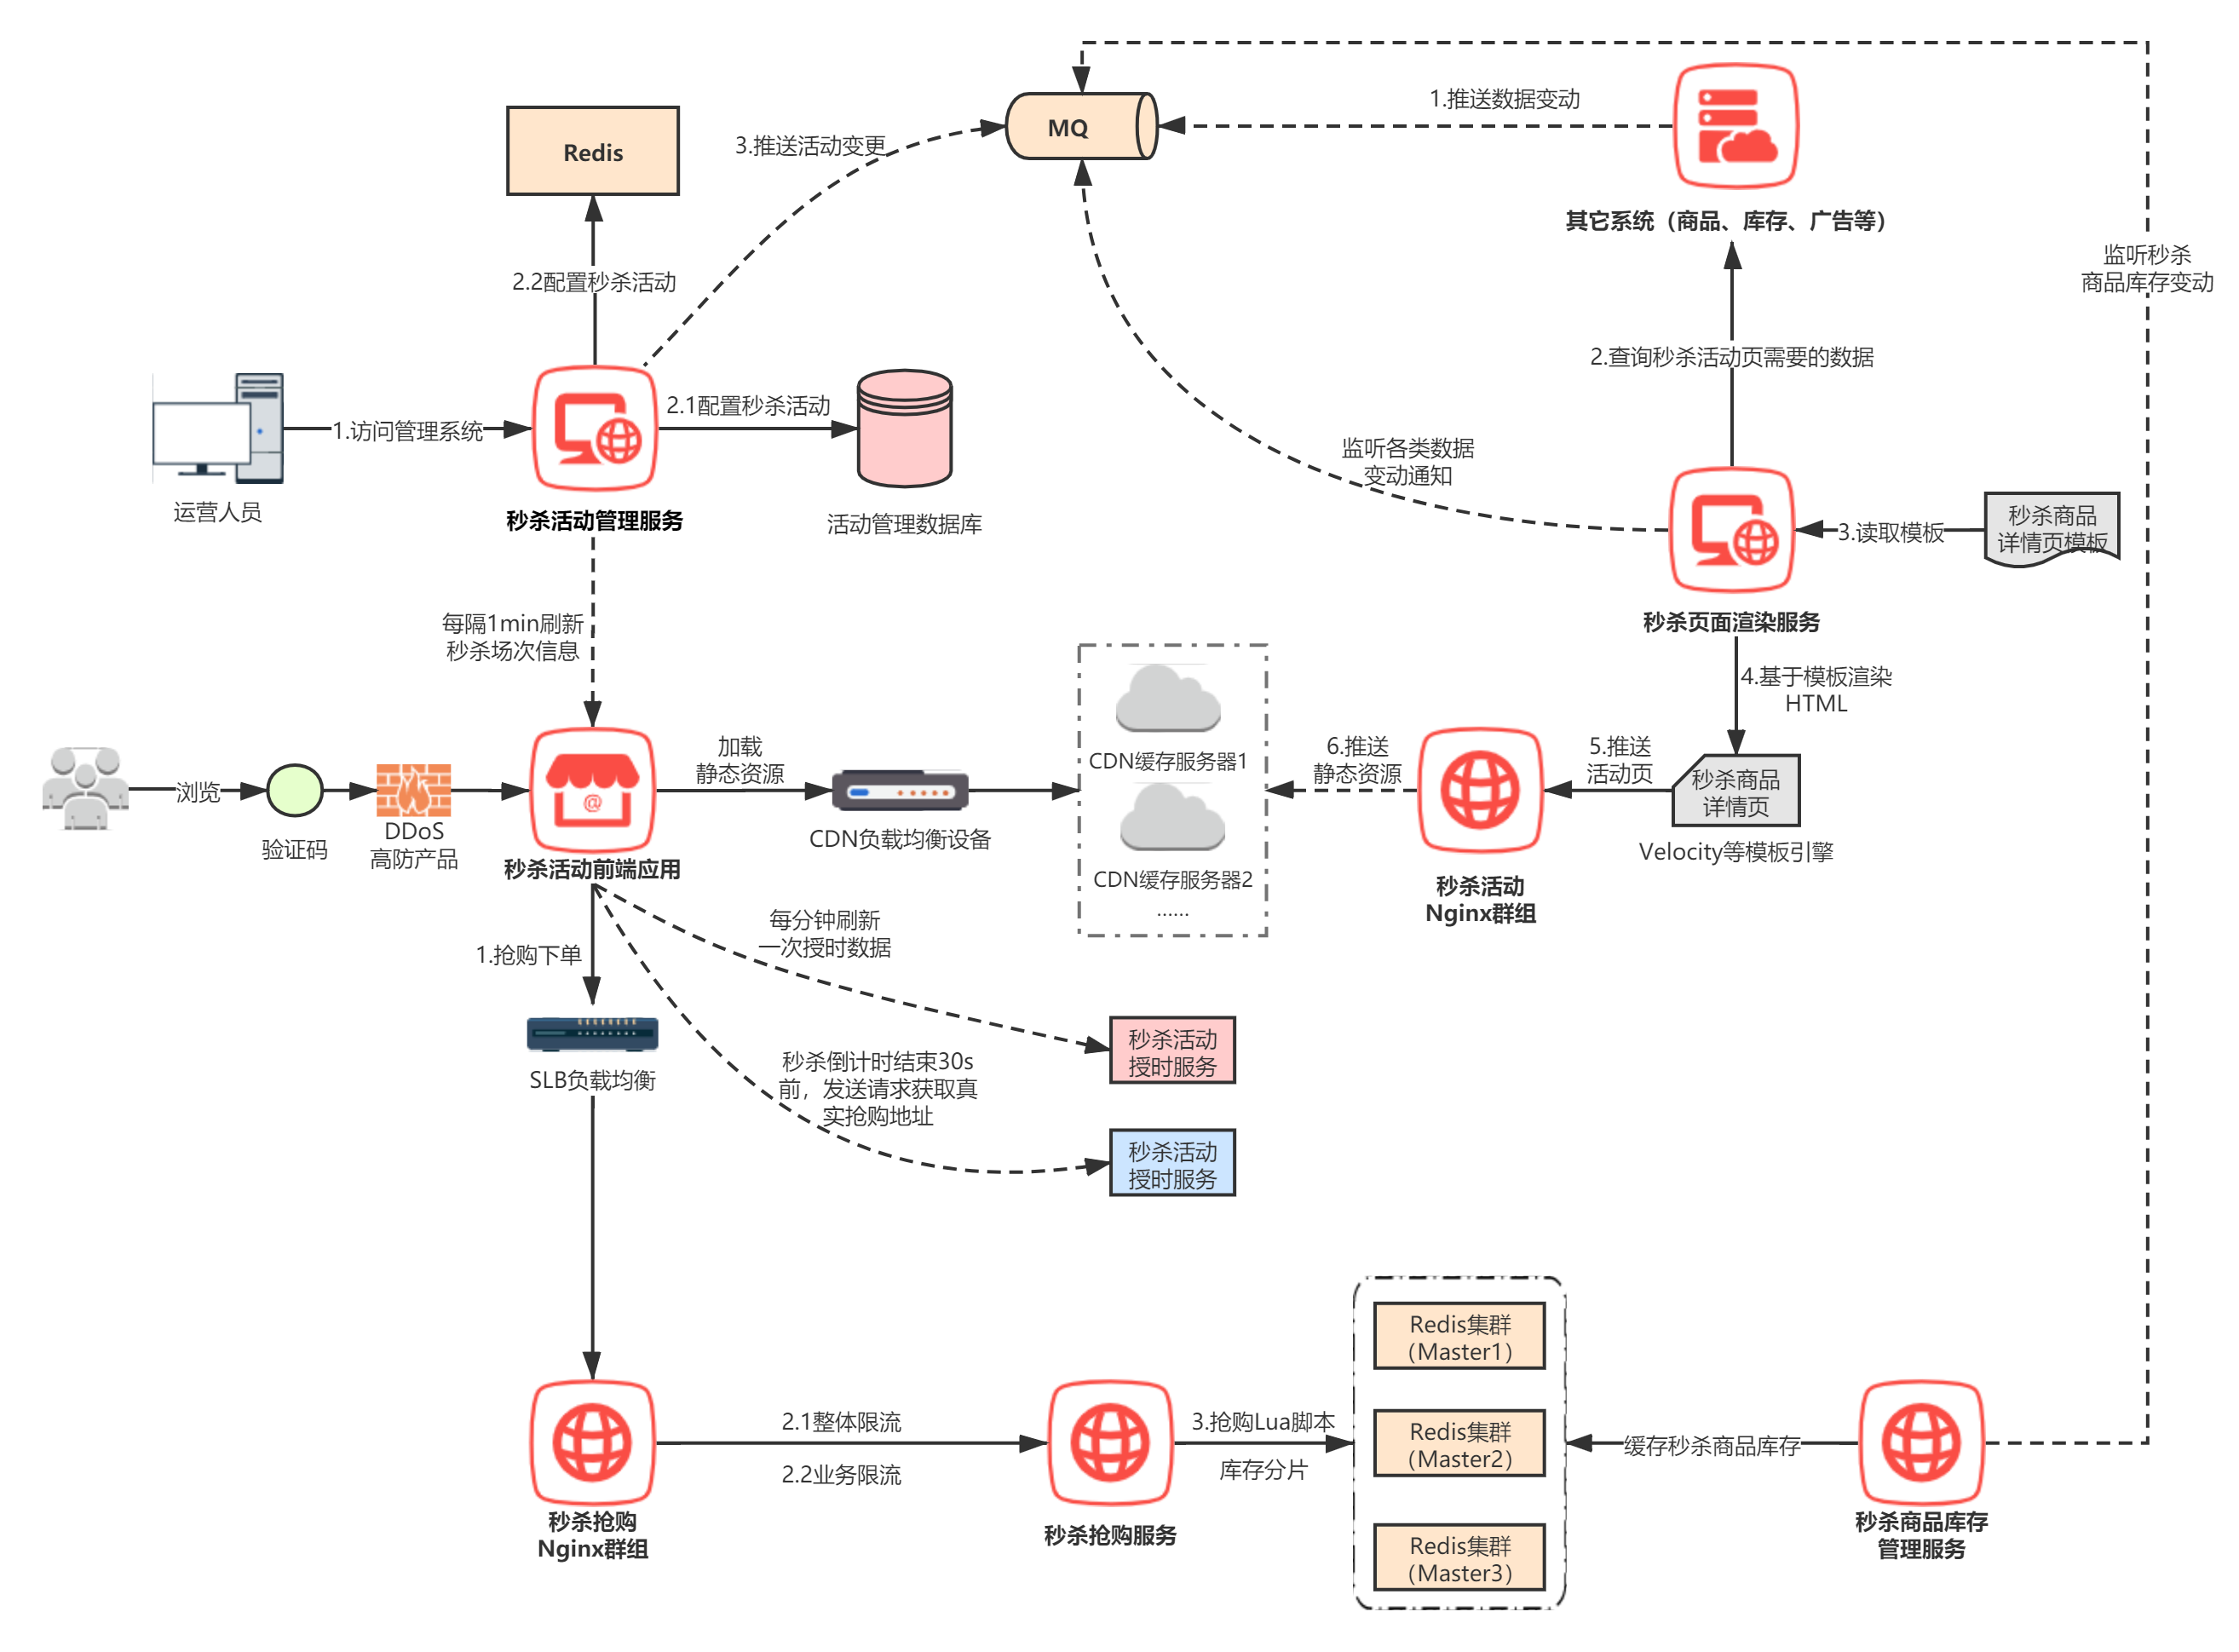 MQ
1.推送数据变动
Redis
3.推送活动变更
其它系统（商品、库存、广告等）
监听秒杀
商品库存变动
2.2配置秒杀活动
2.查询秒杀活动页需要的数据
1.访问管理系统
2.1配置秒杀活动
监听各类数据
变动通知
运营人员
秒杀活动管理服务
活动管理数据库
3.读取模板
秒杀商品
详情页模板
秒杀页面渲染服务
每隔1min刷新
秒杀场次信息
4.基于模板渲染
HTML
浏览
验证码
DDoS
高防产品
@
秒杀活动前端应用
加载
静态资源
CDN负载均衡设备
CDN缓存服务器1
CDN缓存服务器2
......
6.推送
静态资源
秒杀活动
Nginx群组
5.推送
活动页
秒杀商品
详情页
Velocity等模板引擎
1.抢购下单
每分钟刷新
一次授时数据
SLB负载均衡
秒杀活动
授时服务
秒杀倒计时结束30s
前，发送请求获取真
实抢购地址
秒杀活动
授时服务
秒杀抢购
Nginx群组
2.1整体限流
2.2业务限流
秒杀抢购服务
3.抢购Lua脚本
库存分片
Redis集群
（Master1）
Redis集群
（Master2）
Redis集群
（Master3）
缓存秒杀商品库存
秒杀商品库存
管理服务